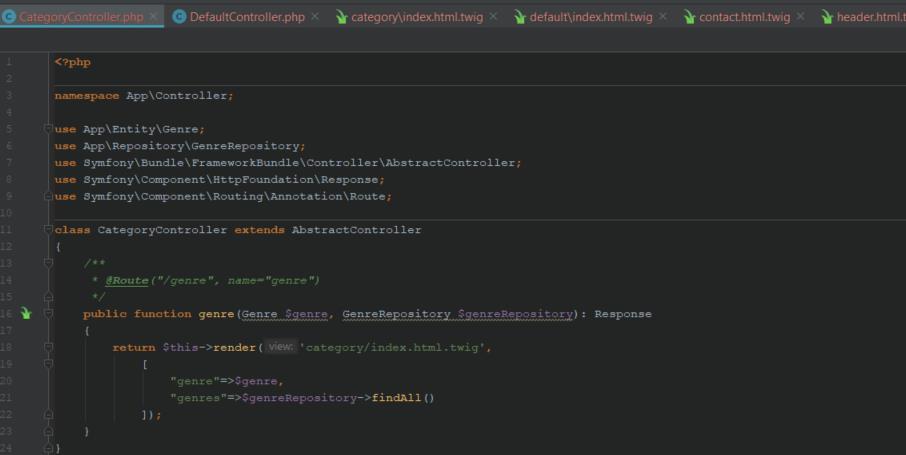 CategoryController.php × DefaultController.php × category\index.html.twig × default\index.html.twig × contact.html.twig × header.html.t
1 <?php
2
3 namespace App\Controller;
4
5 use App\Entity\Genre;
6 use App\Repository\GenreRepository;
7 use Symfony\Bundle\FrameworkBundle\Controller\AbstractController;
8 use Symfony\Component\HttpFoundation\Response;
9 use Symfony\Component\Routing\Annotation\Route;
10
11 class CategoryController extends AbstractController
12 {
13 /**
14 * @Route("/genre", name="genre")
15 */
16 public function genre(Genre $genre, GenreRepository $genreRepository): Response
17 {
18 return $this->render( view: 'category/index.html.twig',
19 [
20 "genre"=>$genre,
21 "genres"=>$genreRepository->findAll()
22 ]);
23 }
24 }